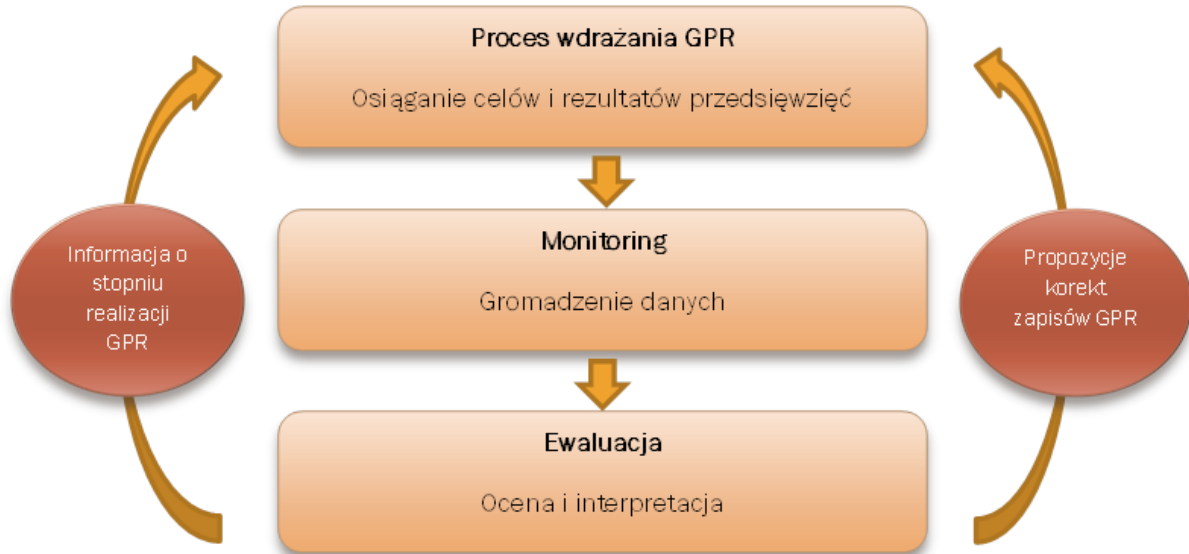 Proces wdrażania GPR
Osiąganie celów i rezultatów przedsięwzięć
Informacja o
stopniu
realizacji
GPR
Monitoring
Gromadzenie danych
Propozycje
korekt
zapisów GPR
Ewaluacja
Ocena i interpretacja